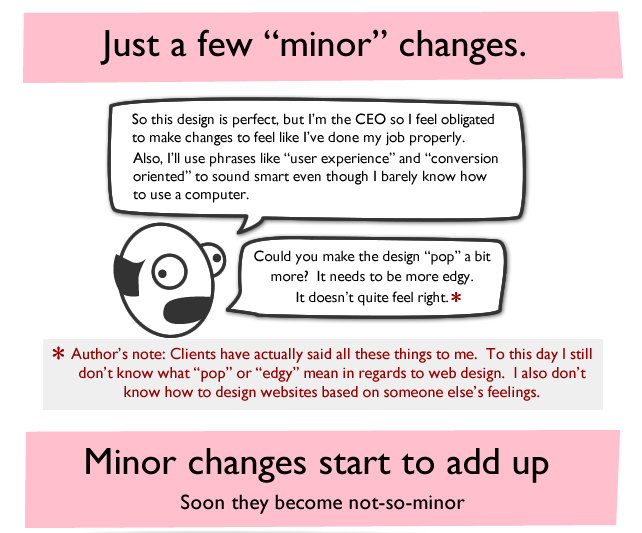 Just a few “minor” changes.
So this design is perfect, but I’m the CEO so I feel obligated
to make changes to feel like I’ve done my job properly.
Also, I’ll use phrases like “user experience” and “conversion
oriented” to sound smart even though I barely know how
to use a computer.
Could you make the design “pop” a bit
more? It needs to be more edgy.
It doesn’t quite feel right.*
* Author’s note: Clients have actually said all these things to me. To this day I still
don’t know what “pop” or “edgy” mean in regards to web design. I also don’t
know how to design websites based on someone else’s feelings.
Minor changes start to add up
Soon they become not-so-minor